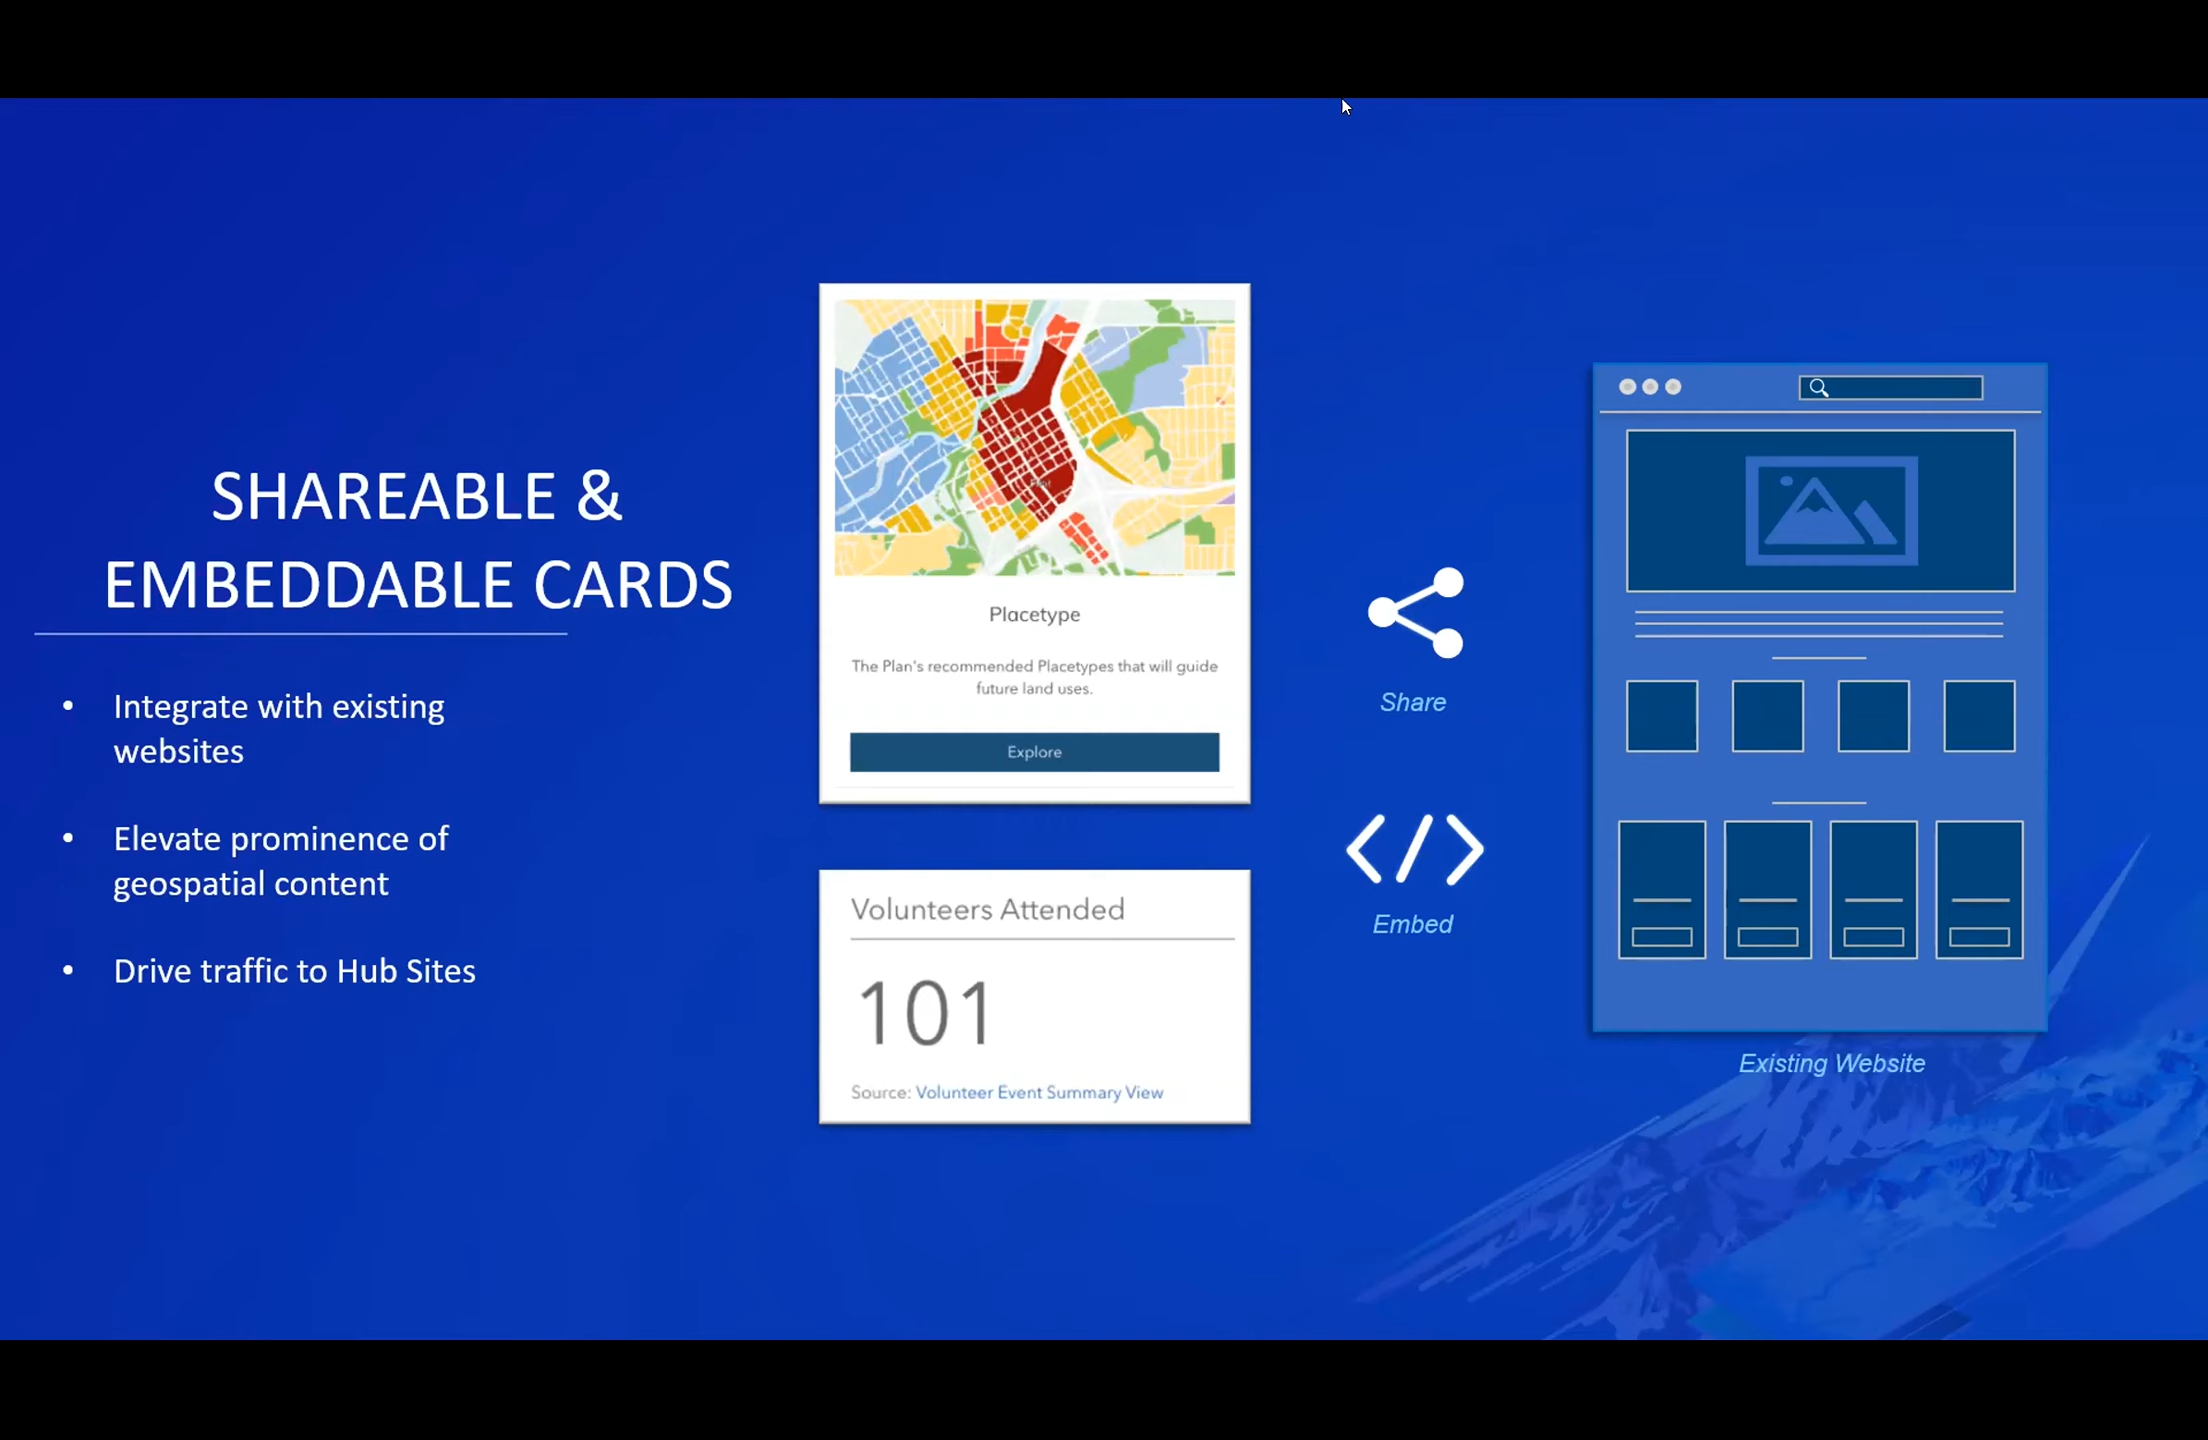 SHAREABLE &
EMBEDDABLE CARDS
• Integrate with existing
websites
• Elevate prominence of
geospatial content
• Drive traffic to Hub Sites
Placetype
The Plan's recommended Placetypes that will guide
future land uses.
Explore
Volunteers Attended
101
Source: Volunteer Event Summary View
Share
Embed
Existing Website